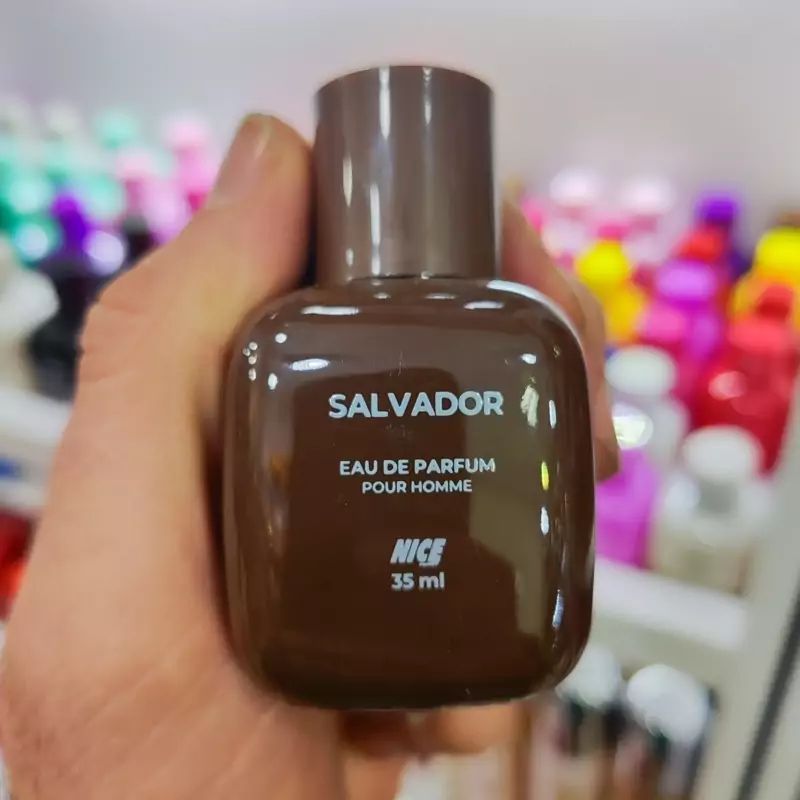 SALVADOR
EAU DE PARFUM
POUR HOMME
NICE
35 ml